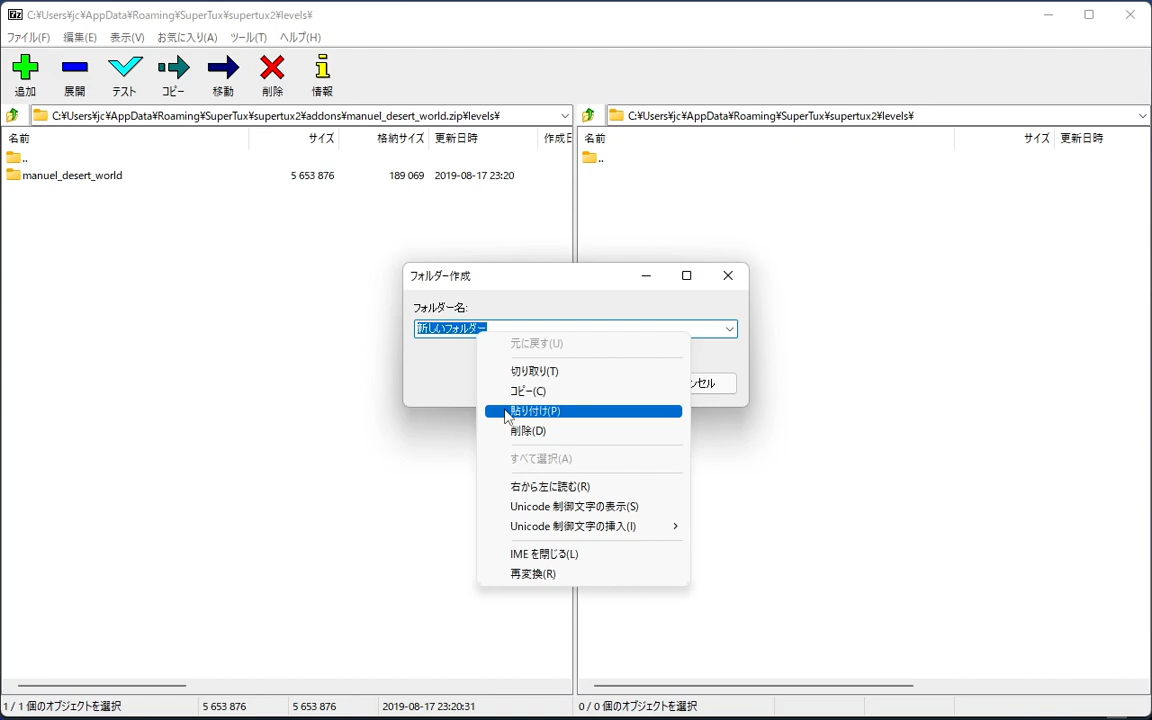 C:¥Users¥jc¥AppData¥Roaming¥SuperTux¥supertux2¥levels¥
ファイル(F) 編集(E) 表示(V) お気に入り(A) ツール(T) ヘルプ(H)
追加 展開 テスト コピー 移動 削除 情報
C:¥Users¥jc¥AppData¥Roaming¥SuperTux¥supertux2¥addons¥manuel_desert_world.zip¥levels¥
名前 サイズ 格納サイズ 更新日時 作成日
..
manuel_desert_world 5 653 876 189 069 2019-08-17 23:20
1 / 1 個のオブジェクトを選択 5 653 876 5 653 876 2019-08-17 23:20:31
C:¥Users¥jc¥AppData¥Roaming¥SuperTux¥supertux2¥levels¥
名前 サイズ 更新日時
..
0 / 0 個のオブジェクトを選択
フォルダー作成
フォルダー名:
新しいフォルダー
ンセル
元に戻す(U)
切り取り(T)
コピー(C)
貼り付け(P)
削除(D)
すべて選択(A)
右から左に読む(R)
Unicode 制御文字の表示(S)
Unicode 制御文字の挿入(I)
IME を閉じる(L)
再変換(R)